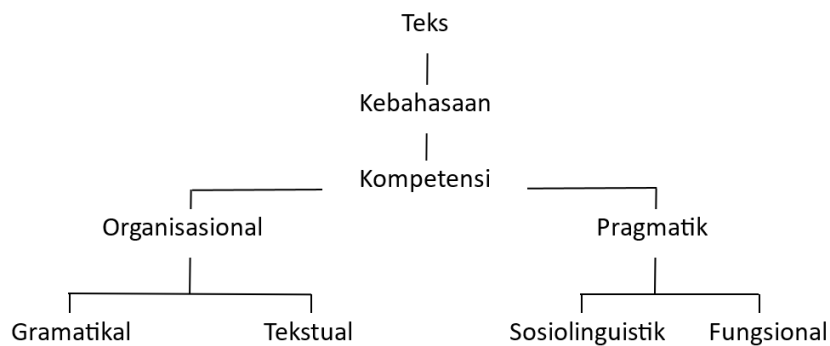 Teks
Kebahasaan
Kompetensi
Organisasional Pragmatik
Gramatikal Tekstual Sosiolinguistik Fungsional